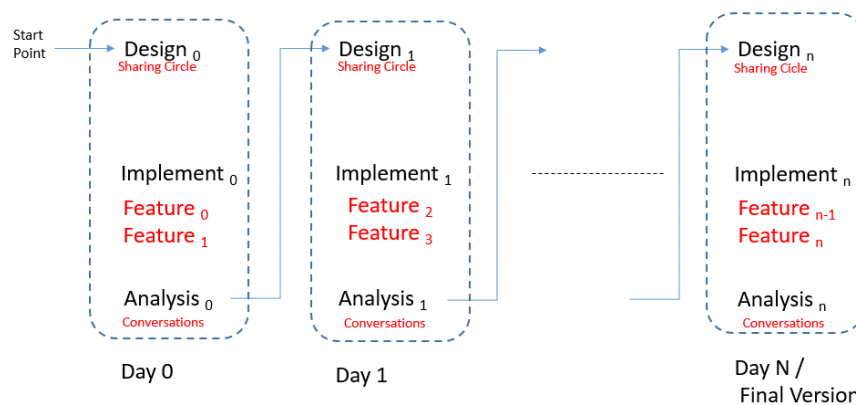 Start
Point
Design 0
Sharing Circle
Implement 0
Feature 0
Feature 1
Analysis 0
Conversations
Day 0
Design 1
Sharing Circle
Implement 1
Feature 2
Feature 3
Analysis 1
Conversations
Day 1
Design n
Sharing Cicle
Implement n
Feature n-1
Feature n
Analysis n
Conversations
Day N /
Final Version